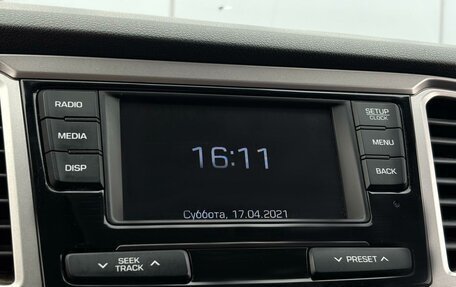 RADIO
MEDIA
DISP
16:11
Суббота, 17.04.2021
SETUP
CLOCK
MENU
BACK
SEEK
TRACK
PRESET